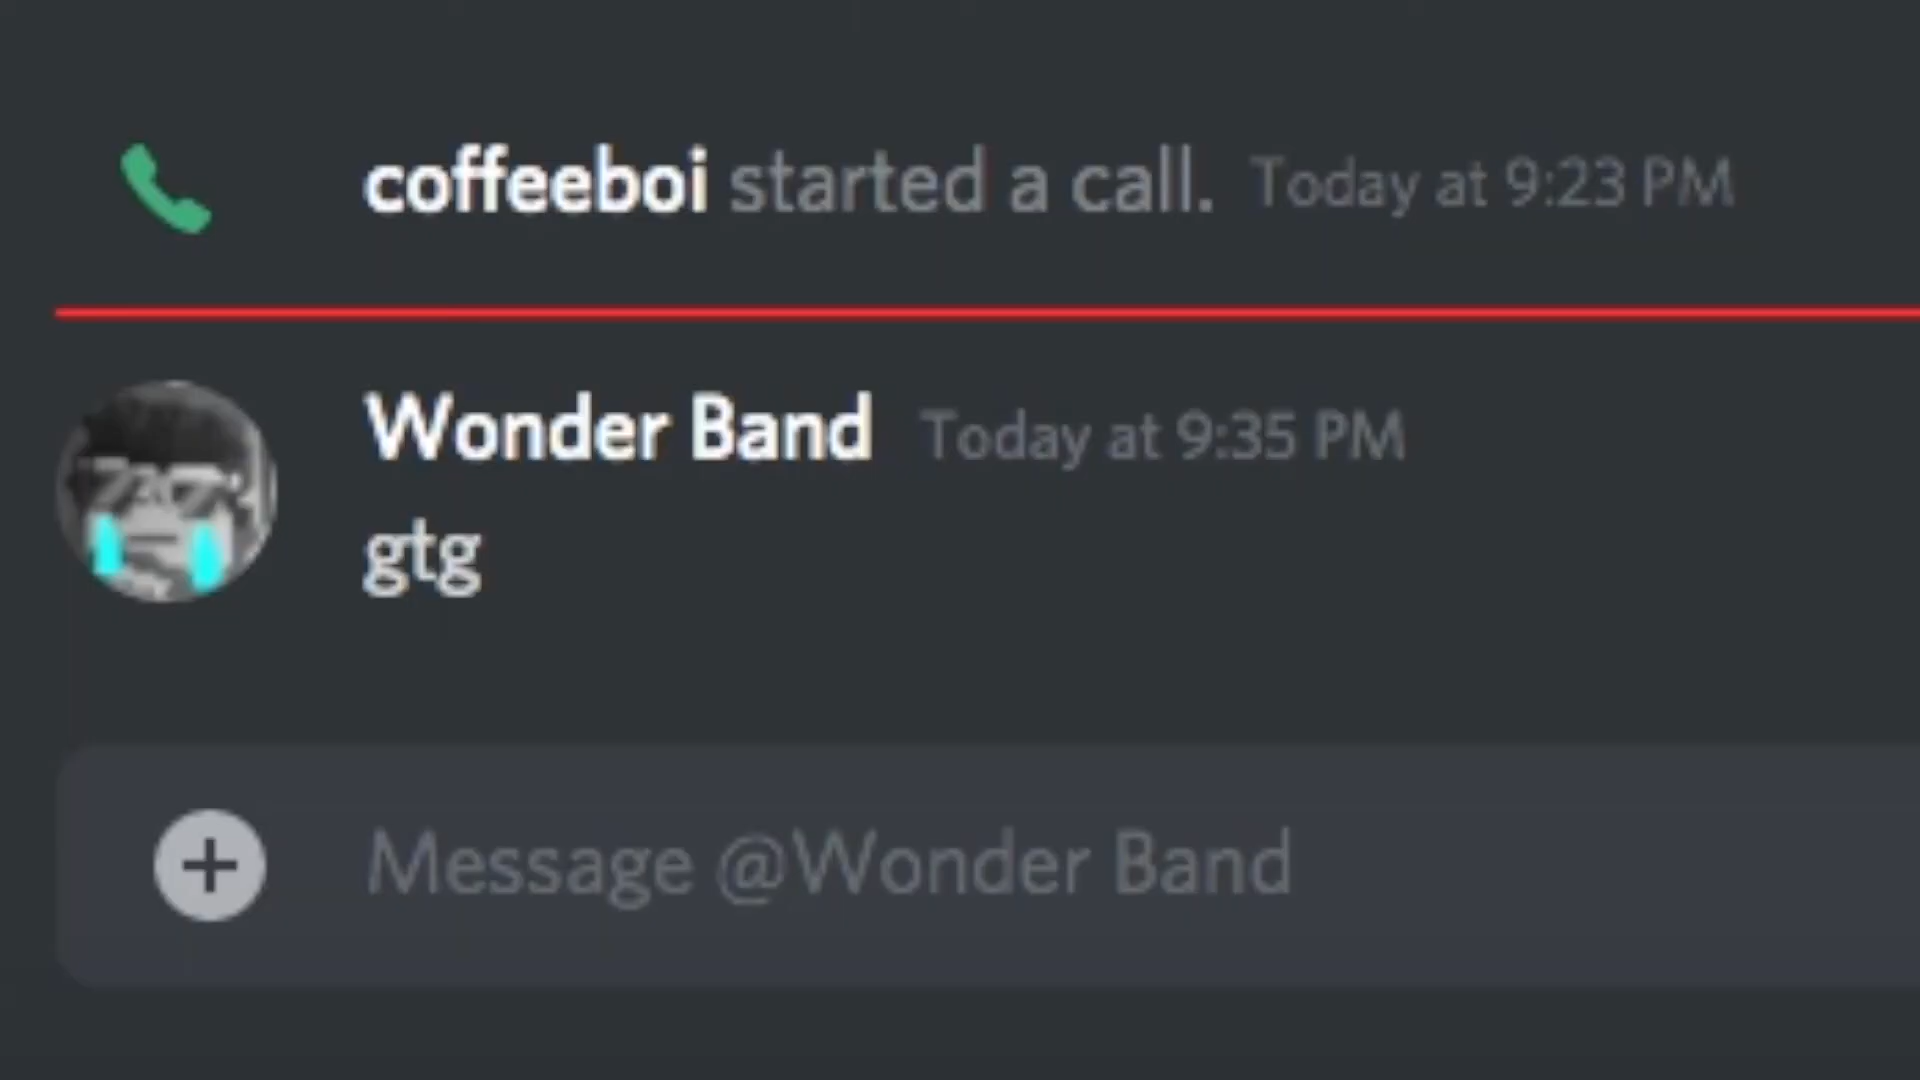 coffeeboi started a call. Today at 9:23 PM
Wonder Band Today at 9:35 PM
gtg
Message @Wonder Band